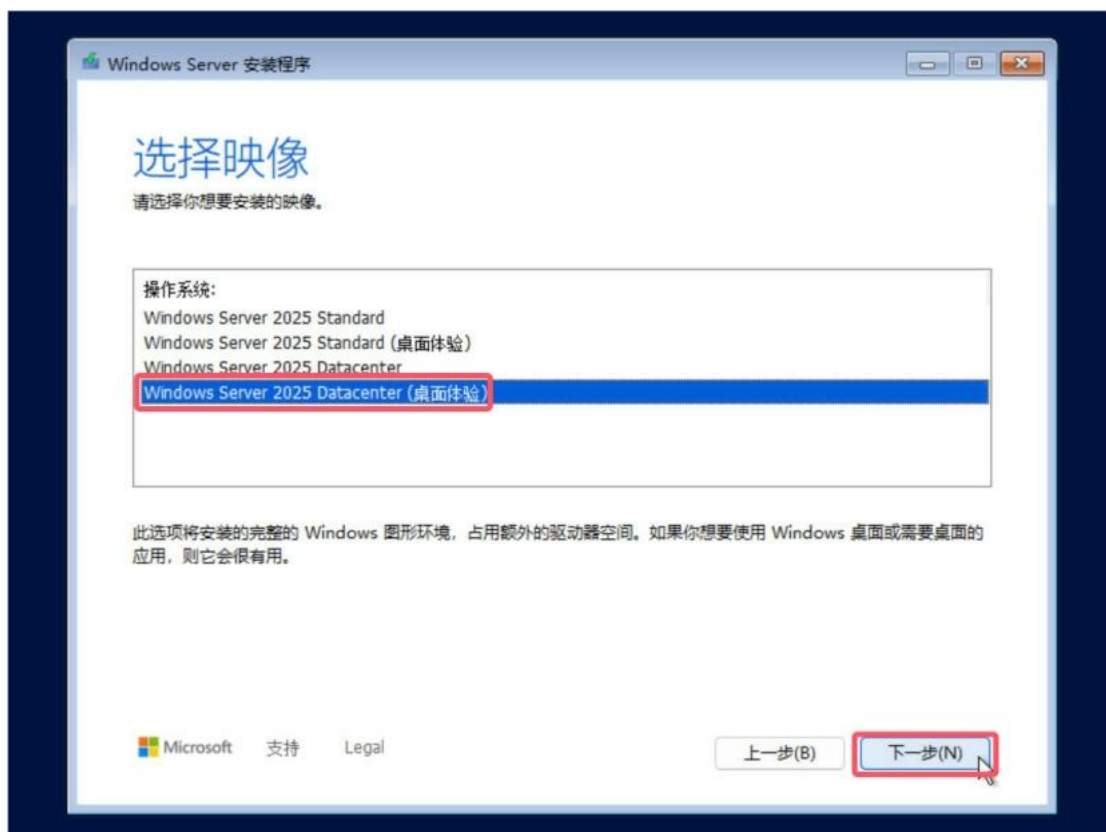 Windows Server 安装程序
选择映像
请选择你想要安装的映像。
操作系统:
Windows Server 2025 Standard
Windows Server 2025 Standard (桌面体验)
Windows Server 2025 Datacenter
Windows Server 2025 Datacenter (桌面体验)
此选项将安装的完整的 Windows 图形环境，占用额外的驱动器空间。如果你想要使用 Windows 桌面或需要桌面的
应用，则它会很有用。
Microsoft 支持 Legal
上一步(B) 下一步(N)